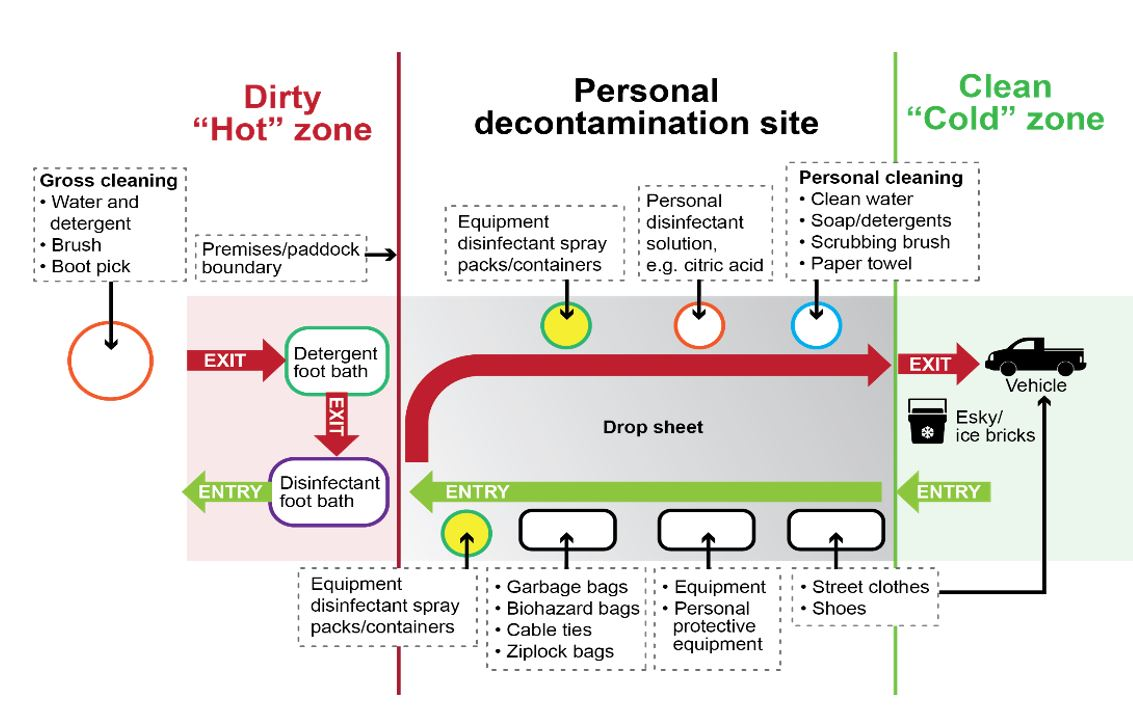 Dirty
“Hot” zone
Personal
decontamination site
Clean
“Cold” zone
Gross cleaning
• Water and
detergent
• Brush
• Boot pick
Premises/paddock
boundary
Equipment
disinfectant spray
packs/containers
Personal
disinfectant
solution,
e.g. citric acid
Personal cleaning
• Clean water
• Soap/detergents
• Scrubbing brush
• Paper towel
EXIT
Detergent
foot bath
EXIT
EXIT
Vehicle
Drop sheet
Esky/
ice bricks
ENTRY
Disinfectant
foot bath
ENTRY
ENTRY
Equipment
disinfectant spray
packs/containers
• Garbage bags
• Biohazard bags
• Cable ties
• Ziplock bags
• Equipment
• Personal
protective
equipment
• Street clothes
• Shoes